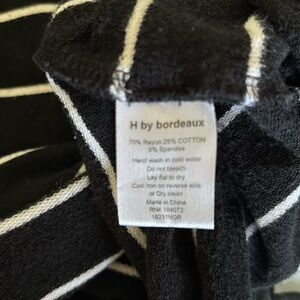 H by bordeaux
70% Rayon 25% COTTON
5% Spandex
Hand wash in cold water
Do not bleach
Lay flat to dry
Cool iron on reverse side
or Dry clean
Made in China
RN# 104072
18231NOR